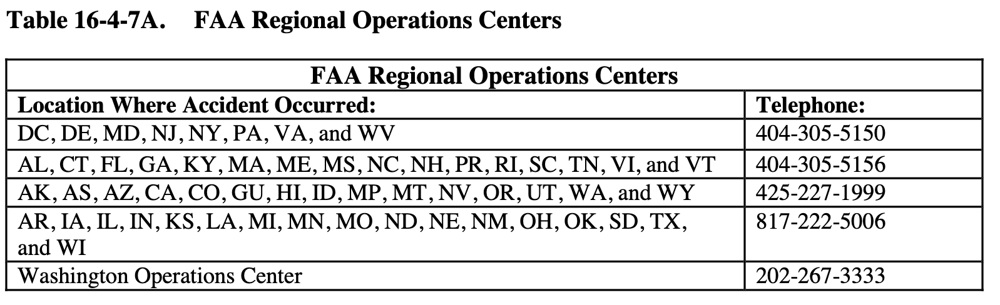 Table 16-4-7A. FAA Regional Operations Centers
FAA Regional Operations Centers
Location Where Accident Occurred: Telephone:
DC, DE, MD, NJ, NY, PA, VA, and WV 404-305-5150
AL, CT, FL, GA, KY, MA, ME, MS, NC, NH, PR, RI, SC, TN, VI, and VT 404-305-5156
AK, AS, AZ, CA, CO, GU, HI, ID, MP, MT, NV, OR, UT, WA, and WY 425-227-1999
AR, IA, IL, IN, KS, LA, MI, MN, MO, ND, NE, NM, OH, OK, SD, TX, 817-222-5006
and WI
Washington Operations Center 202-267-3333